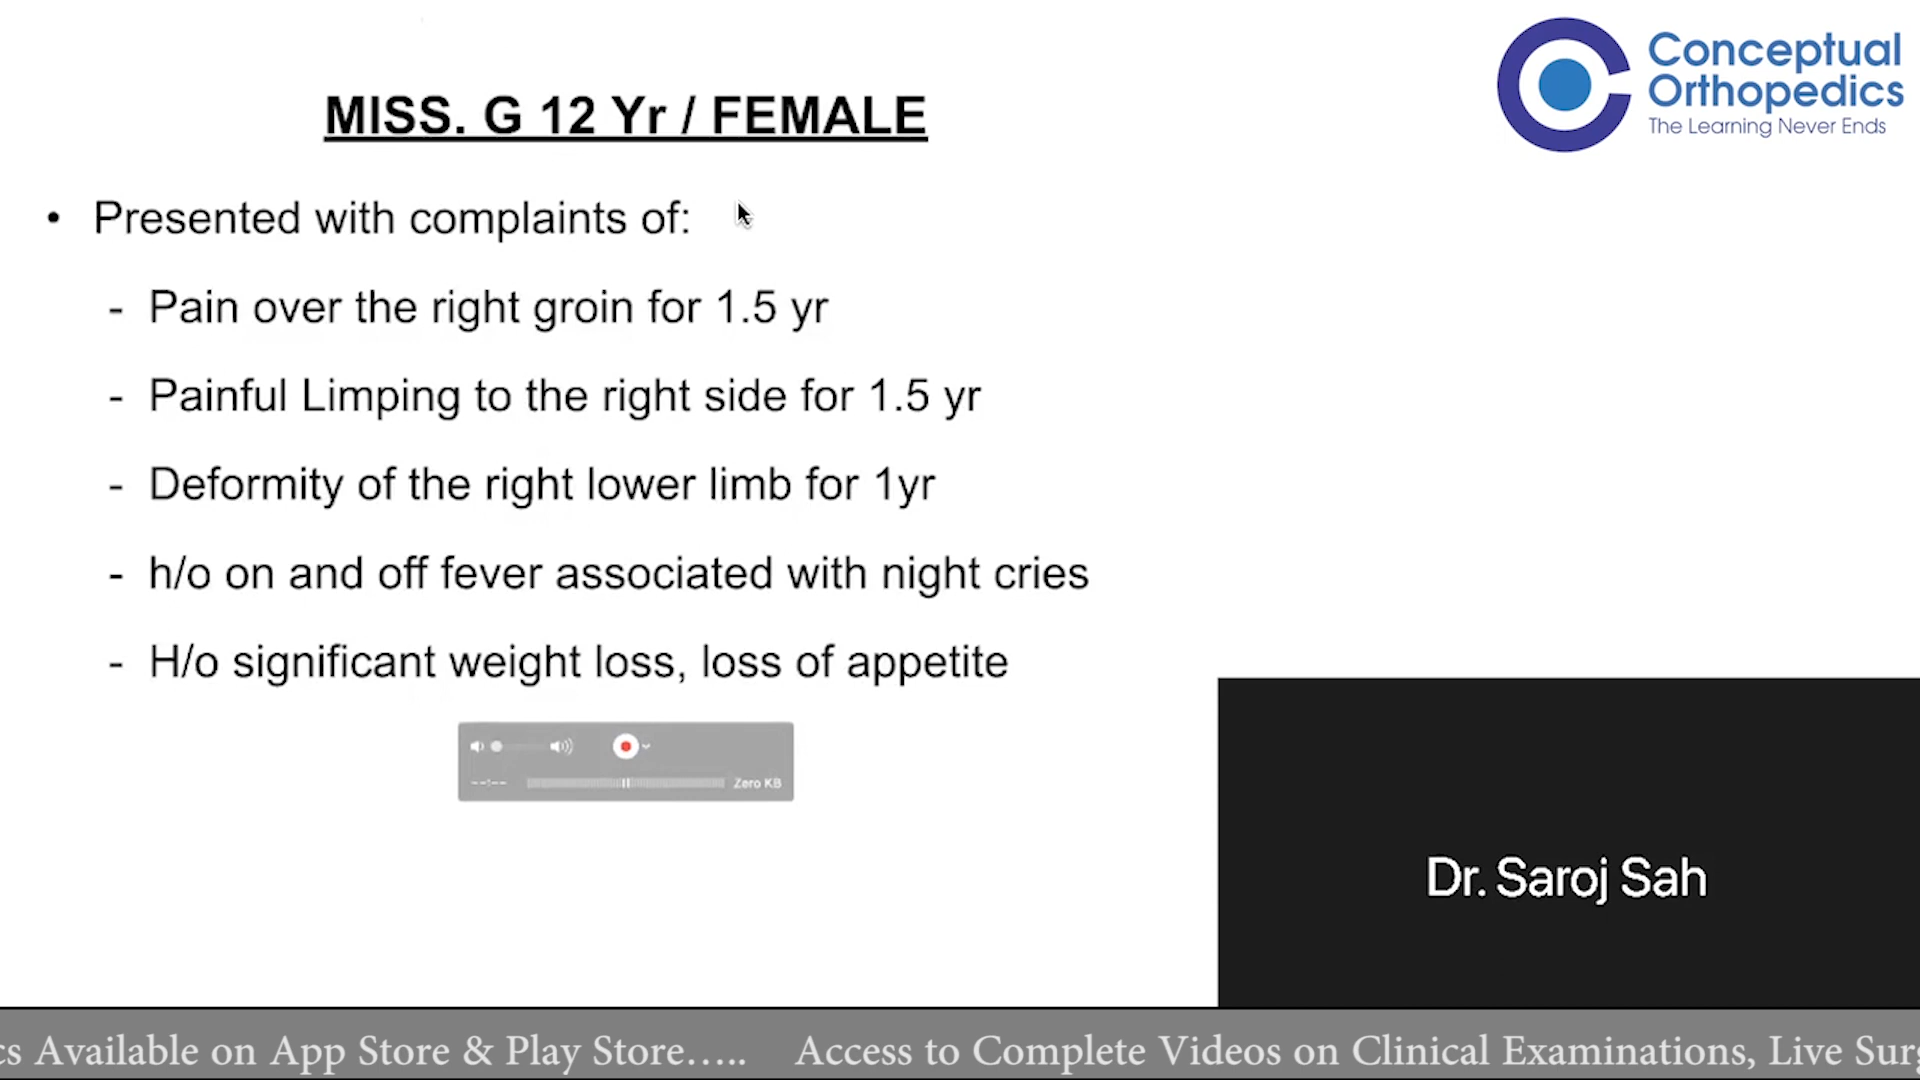 Conceptual
Orthopedics
The Learning Never Ends
MISS. G 12 Yr / FEMALE
• Presented with complaints of:
- Pain over the right groin for 1.5 yr
- Painful Limping to the right side for 1.5 yr
- Deformity of the right lower limb for 1yr
- h/o on and off fever associated with night cries
- H/o significant weight loss, loss of appetite
--:-- Zero KB
Dr. Saroj Sah
cs Available on App Store & Play Store….. Access to Complete Videos on Clinical Examinations, Live Surg